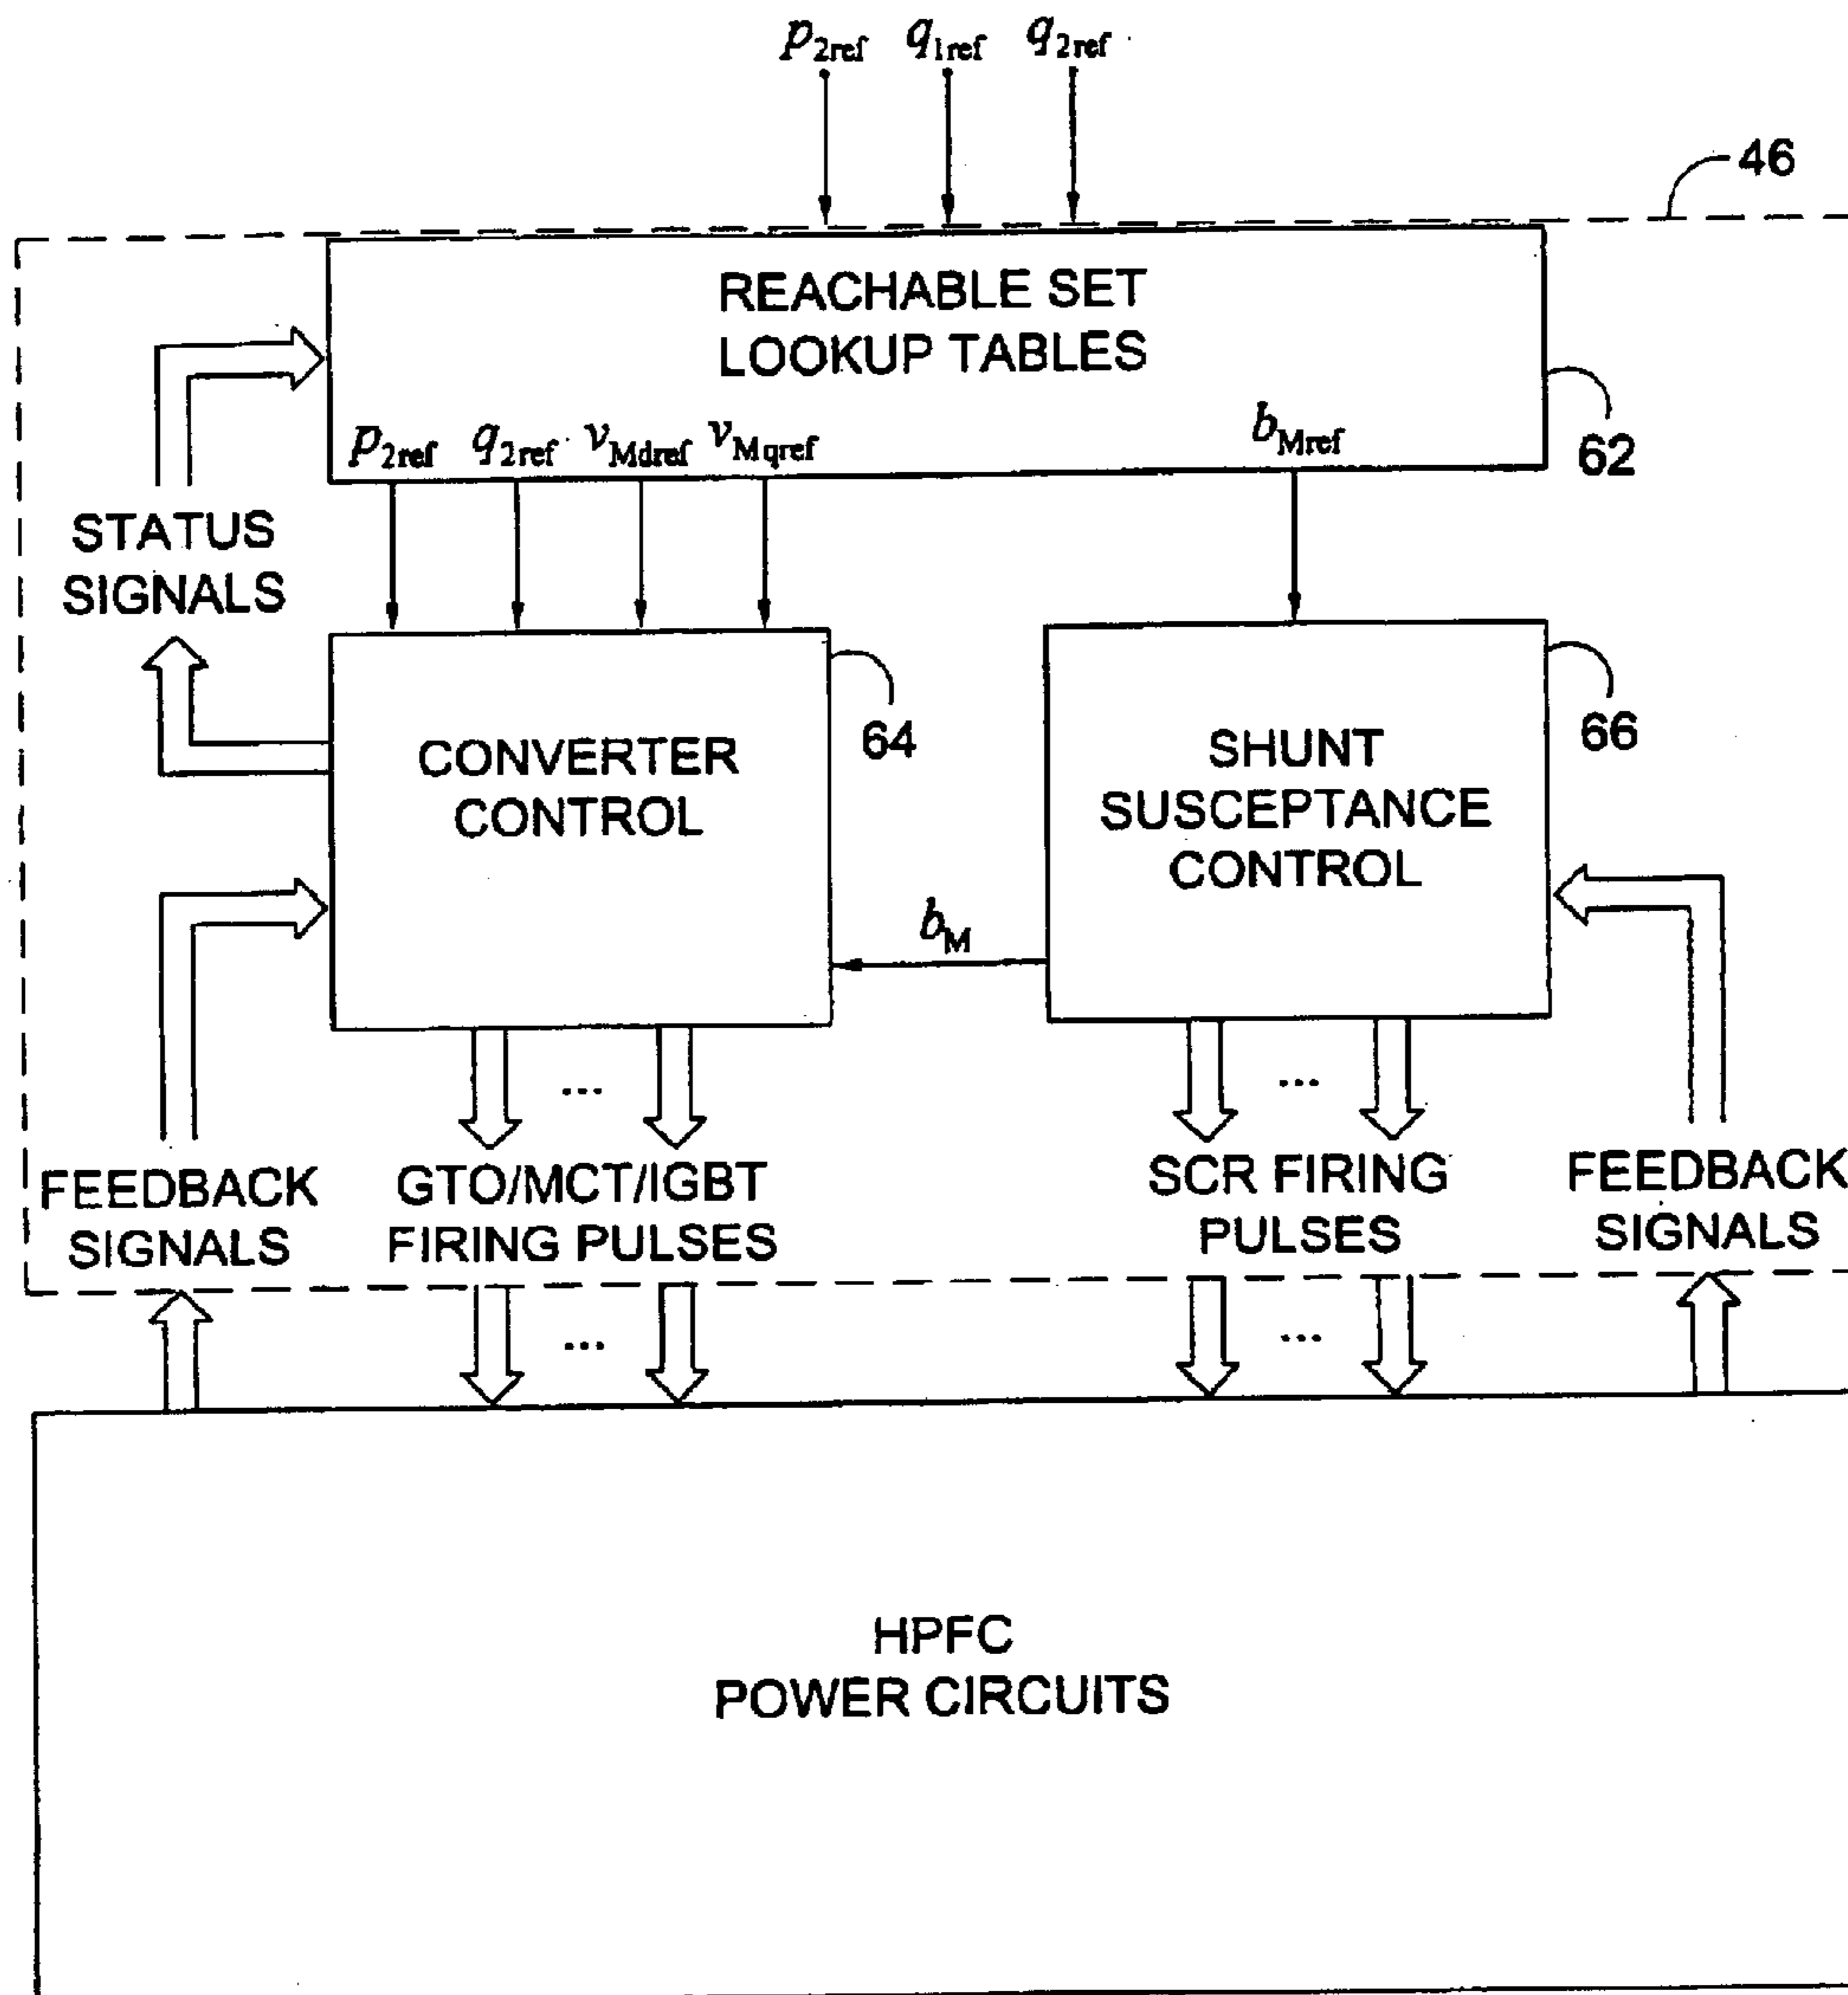 p2ref q1ref q2ref
46
REACHABLE SET
LOOKUP TABLES
p2ref q2ref vMdref vMqref bMref
62
STATUS
SIGNALS
64
66
CONVERTER
CONTROL
SHUNT
SUSCEPTANCE
CONTROL
bM
... ...
FEEDBACK
SIGNALS
GTO/MCT/IGBT
FIRING PULSES
SCR FIRING
PULSES
FEEDBACK
SIGNALS
... ...
HPFC
POWER CIRCUITS